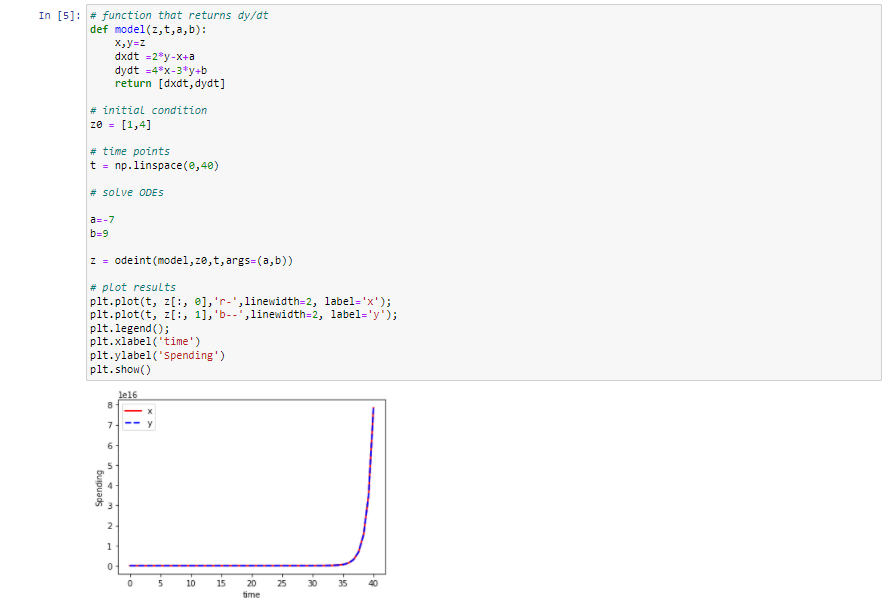 In [5]: # function that returns dy/dt
def model(z,t,a,b):
    x,y=z
    dxdt =2*y-x+a
    dydt =4*x-3*y+b
    return [dxdt,dydt]

# initial condition
z0 = [1,4]

# time points
t = np.linspace(0,40)

# solve ODEs

a=-7
b=9

z = odeint(model,z0,t,args=(a,b))

# plot results
plt.plot(t, z[:, 0],'r-',linewidth=2, label='x');
plt.plot(t, z[:, 1],'b--',linewidth=2, label='y');
plt.legend();
plt.xlabel('time')
plt.ylabel('Spending')
plt.show()
1e16
x
y
8
7
6
5
4
3
2
1
0
Spending
0 5 10 15 20 25 30 35 40
time